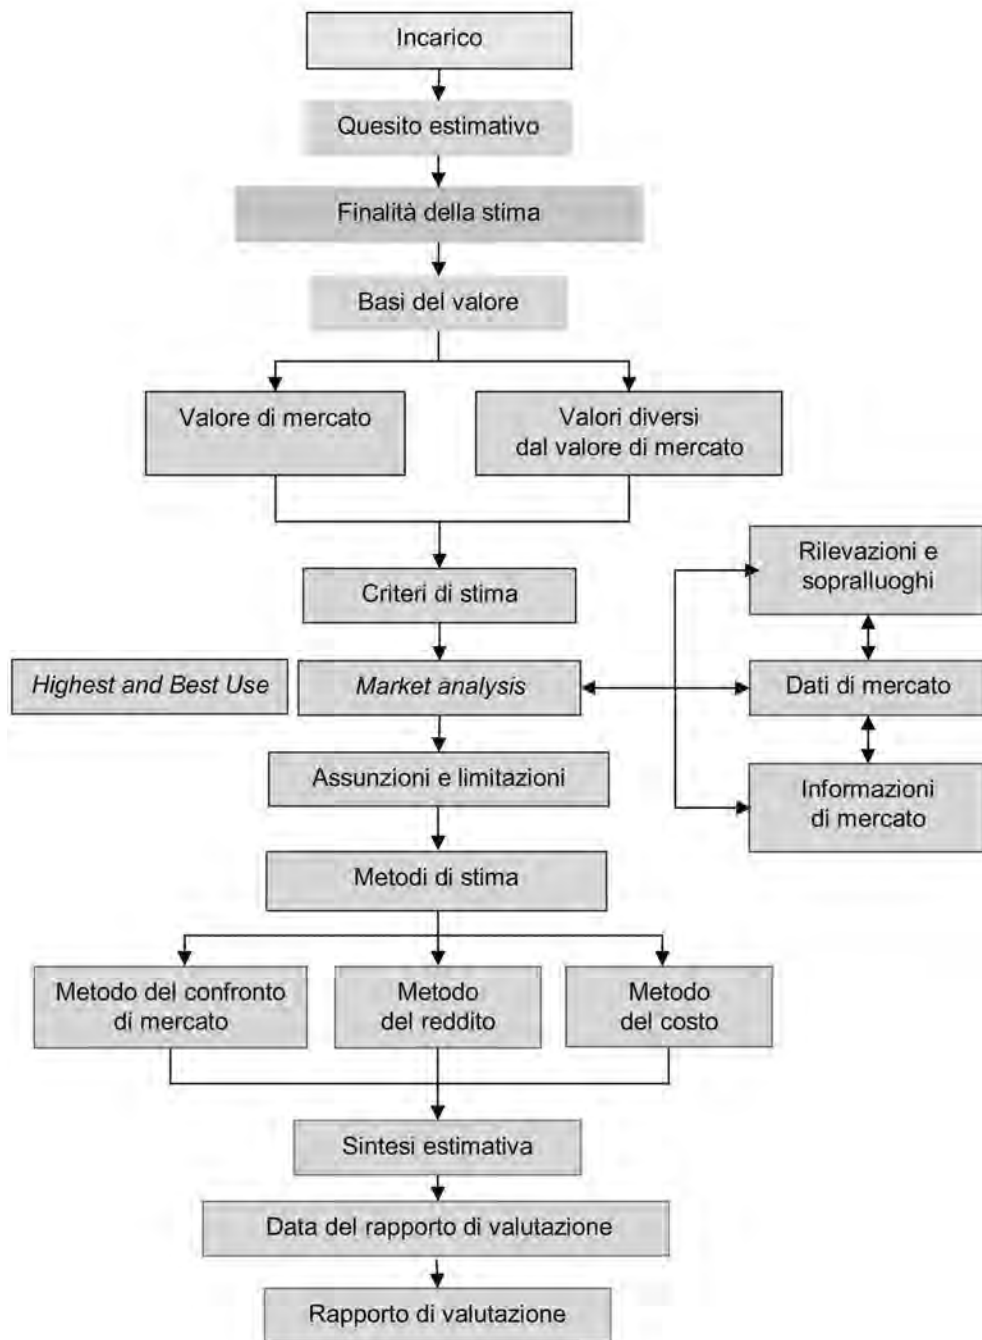 Incarico
Quesito estimativo
Finalità della stima
Basi del valore
Valore di mercato
Valori diversi
dal valore di mercato
Criteri di stima
Rilevazioni e
sopralluoghi
Highest and Best Use
Market analysis
Dati di mercato
Assunzioni e limitazioni
Informazioni
di mercato
Metodi di stima
Metodo del confronto
di mercato
Metodo
del reddito
Metodo
del costo
Sintesi estimativa
Data del rapporto di valutazione
Rapporto di valutazione